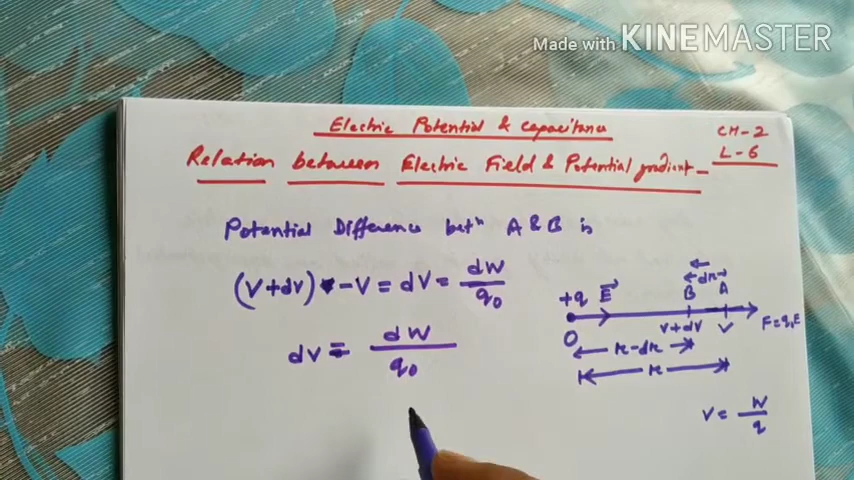 Made with KINEMASTER
Electric Potential & capacitance
CH-2
L-6
Relation between Electric Field & Potential gradient-
Potential Difference betⁿ A & B is
(V+dV) -V = dV = dW/q₀
dV = dW/q₀
dr
+q E⃗ B A
O V+dV V F=q₀E
r-dr
r
V = W/q